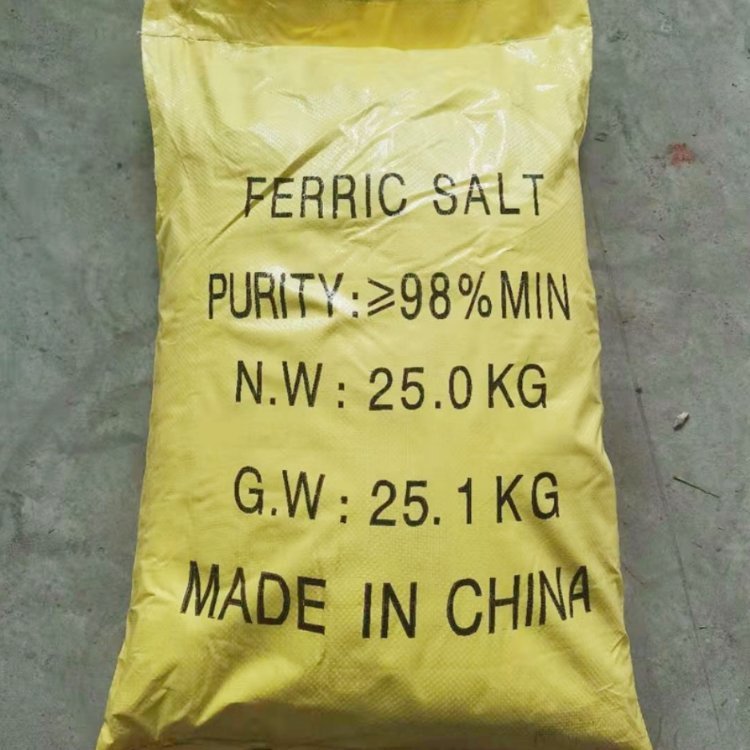 FERRIC SALT
PURITY:≥98%MIN
N.W: 25.0KG
G.W: 25.1KG
MADE IN CHINA